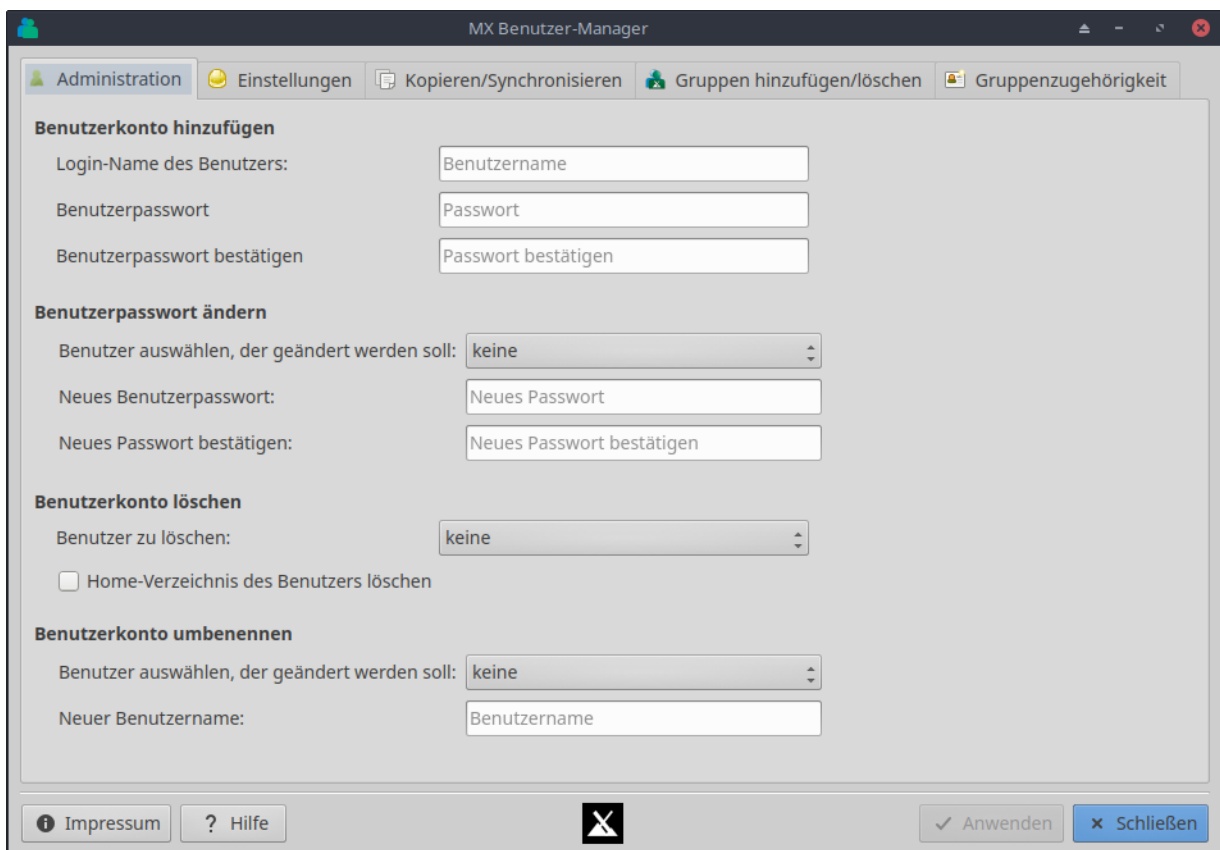 MX Benutzer-Manager
Administration Einstellungen Kopieren/Synchronisieren Gruppen hinzufügen/löschen Gruppenzugehörigkeit
Benutzerkonto hinzufügen
Login-Name des Benutzers: Benutzername
Benutzerpasswort Passwort
Benutzerpasswort bestätigen Passwort bestätigen
Benutzerpasswort ändern
Benutzer auswählen, der geändert werden soll: keine
Neues Benutzerpasswort: Neues Passwort
Neues Passwort bestätigen: Neues Passwort bestätigen
Benutzerkonto löschen
Benutzer zu löschen: keine
Home-Verzeichnis des Benutzers löschen
Benutzerkonto umbenennen
Benutzer auswählen, der geändert werden soll: keine
Neuer Benutzername: Benutzername
Impressum ? Hilfe Anwenden Schließen